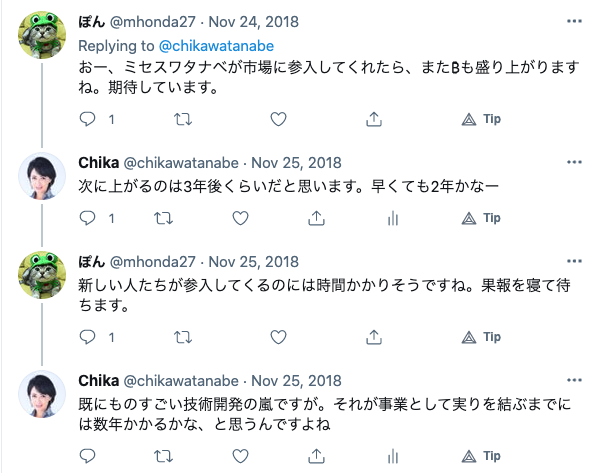 ぽん @mhonda27 · Nov 24, 2018
Replying to @chikawatanabe
おー、ミセスワタナベが市場に参入してくれたら、また₿も盛り上がります
ね。期待しています。
1 Tip
Chika @chikawatanabe · Nov 25, 2018
次に上がるのは3年後くらいだと思います。早くても2年かなー
1 Tip
ぽん @mhonda27 · Nov 25, 2018
新しい人たちが参入してくるのには時間かかりそうですね。果報を寝て待
ちます。
1 Tip
Chika @chikawatanabe · Nov 25, 2018
既にものすごい技術開発の嵐ですが。それが事業として実りを結ぶまでに
は数年かかるかな、と思うんですよね
Tip